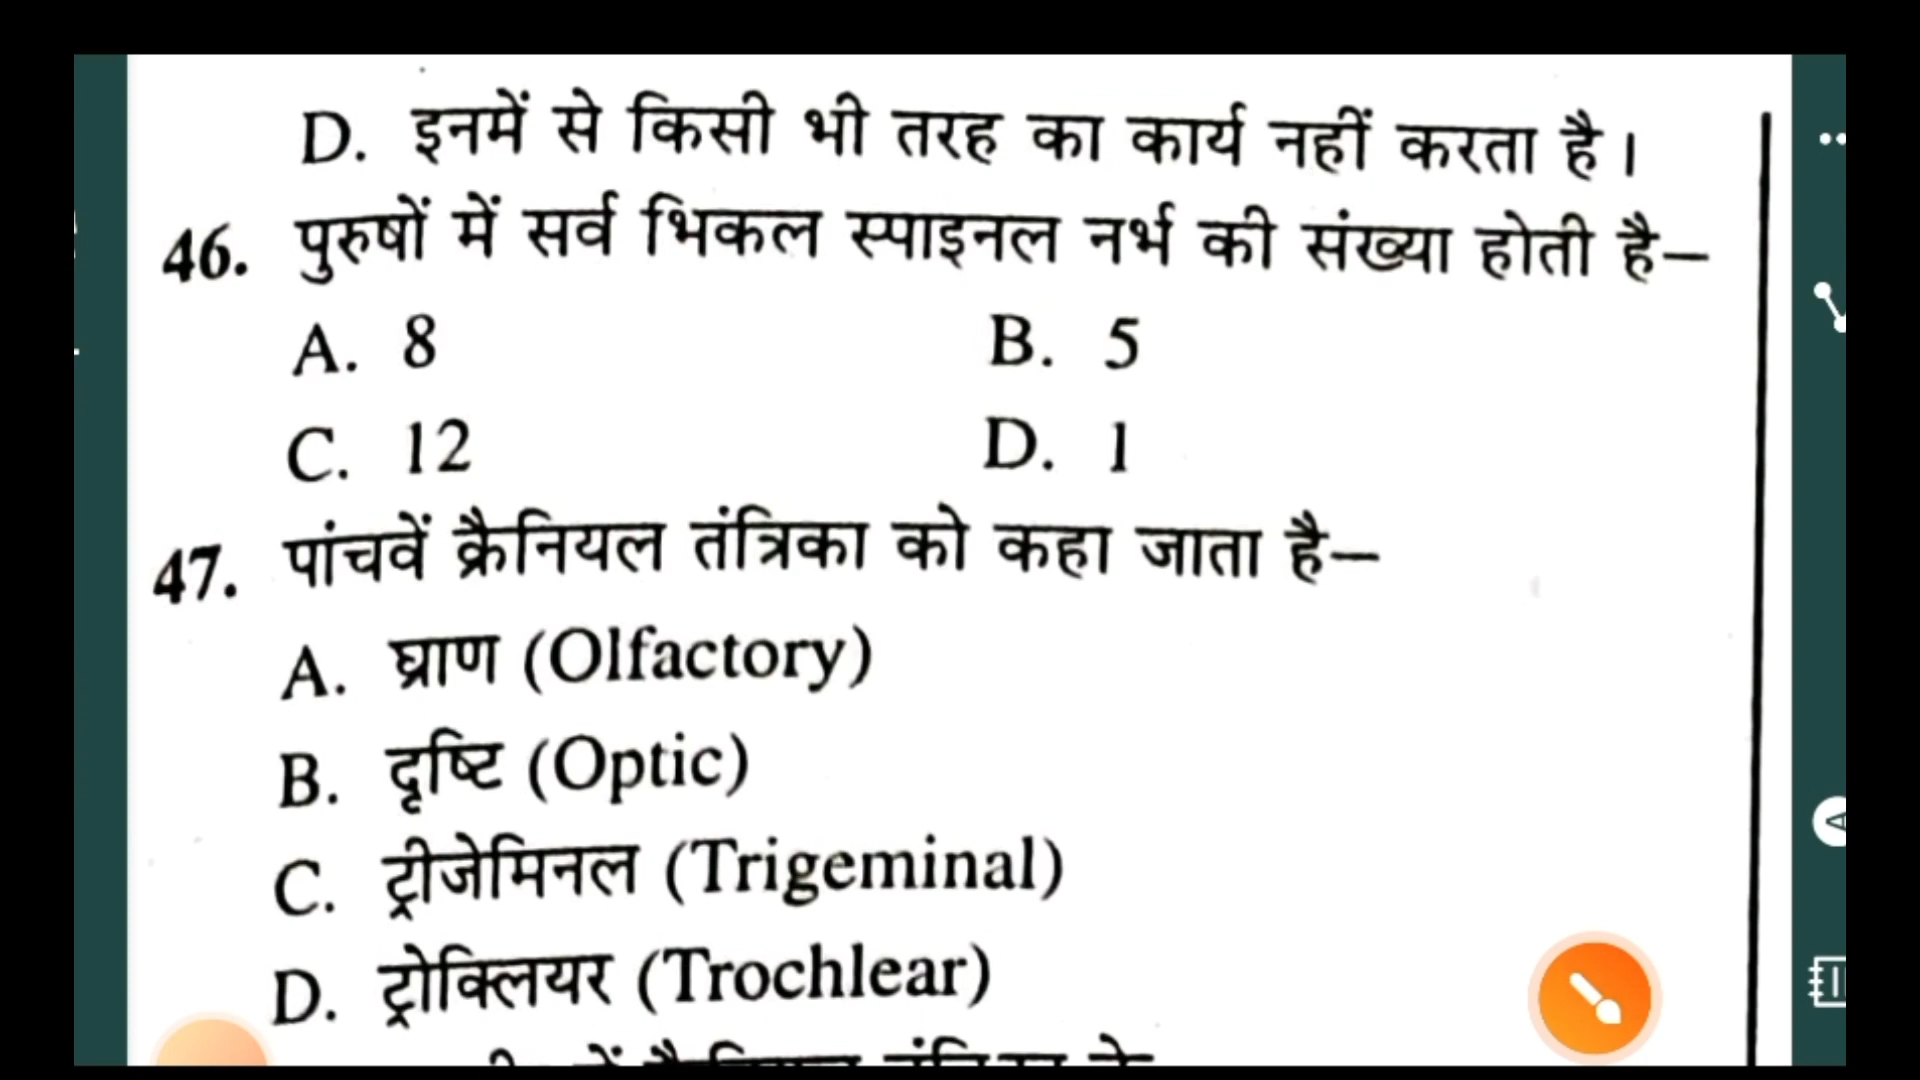 D. इनमें से किसी भी तरह का कार्य नहीं करता है।
46. पुरुषों में सर्व भिकल स्पाइनल नर्भ की संख्या होती है–
A. 8 B. 5
C. 12 D. 1
47. पांचवें क्रैनियल तंत्रिका को कहा जाता है–
A. घ्राण (Olfactory)
B. दृष्टि (Optic)
C. ट्रीजेमिनल (Trigeminal)
D. ट्रोक्लियर (Trochlear)